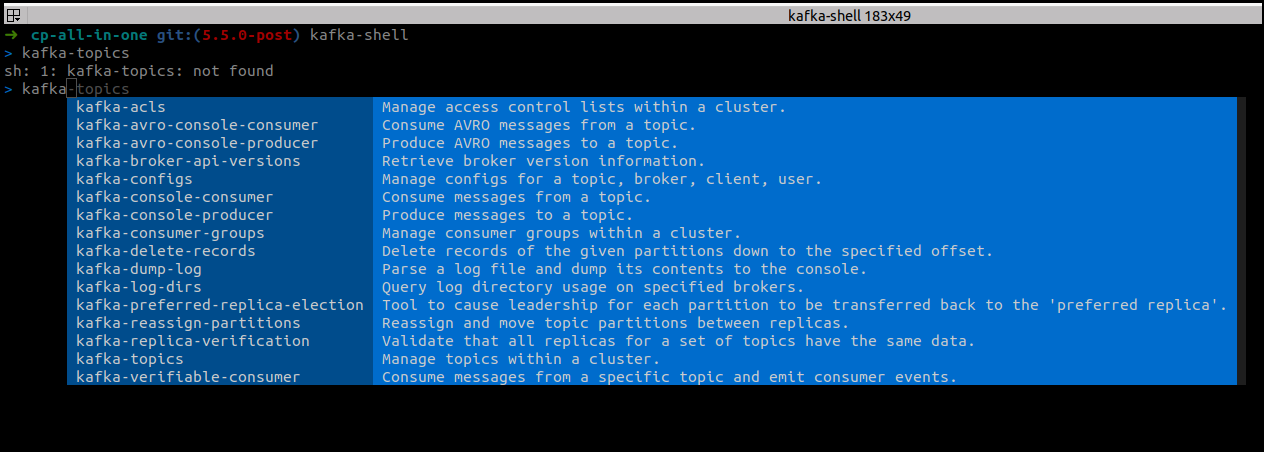 kafka-shell 183x49
➜ cp-all-in-one git:(5.5.0-post) kafka-shell
> kafka-topics
sh: 1: kafka-topics: not found
> kafka-topics
kafka-acls Manage access control lists within a cluster.
kafka-avro-console-consumer Consume AVRO messages from a topic.
kafka-avro-console-producer Produce AVRO messages to a topic.
kafka-broker-api-versions Retrieve broker version information.
kafka-configs Manage configs for a topic, broker, client, user.
kafka-console-consumer Consume messages from a topic.
kafka-console-producer Produce messages to a topic.
kafka-consumer-groups Manage consumer groups within a cluster.
kafka-delete-records Delete records of the given partitions down to the specified offset.
kafka-dump-log Parse a log file and dump its contents to the console.
kafka-log-dirs Query log directory usage on specified brokers.
kafka-preferred-replica-election Tool to cause leadership for each partition to be transferred back to the 'preferred replica'.
kafka-reassign-partitions Reassign and move topic partitions between replicas.
kafka-replica-verification Validate that all replicas for a set of topics have the same data.
kafka-topics Manage topics within a cluster.
kafka-verifiable-consumer Consume messages from a specific topic and emit consumer events.